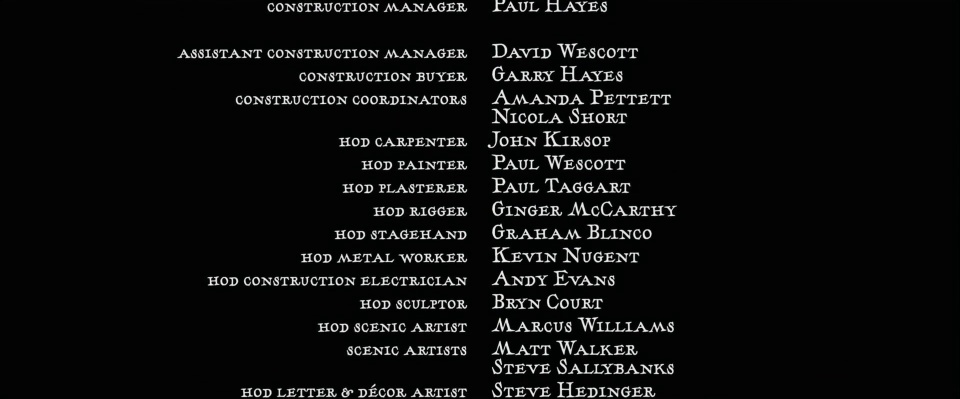 CONSTRUCTION MANAGER PAUL HAYES
ASSISTANT CONSTRUCTION MANAGER DAVID WESCOTT
CONSTRUCTION BUYER GARRY HAYES
CONSTRUCTION COORDINATORS AMANDA PETTETT
NICOLA SHORT
HOD CARPENTER JOHN KIRSOP
HOD PAINTER PAUL WESCOTT
HOD PLASTERER PAUL TAGGART
HOD RIGGER GINGER MCCARTHY
HOD STAGEHAND GRAHAM BLINCO
HOD METAL WORKER KEVIN NUGENT
HOD CONSTRUCTION ELECTRICIAN ANDY EVANS
HOD SCULPTOR BRYN COURT
HOD SCENIC ARTIST MARCUS WILLIAMS
SCENIC ARTISTS MATT WALKER
STEVE SALLYBANKS
HOD LETTER & DÉCOR ARTIST STEVE HEDINGER